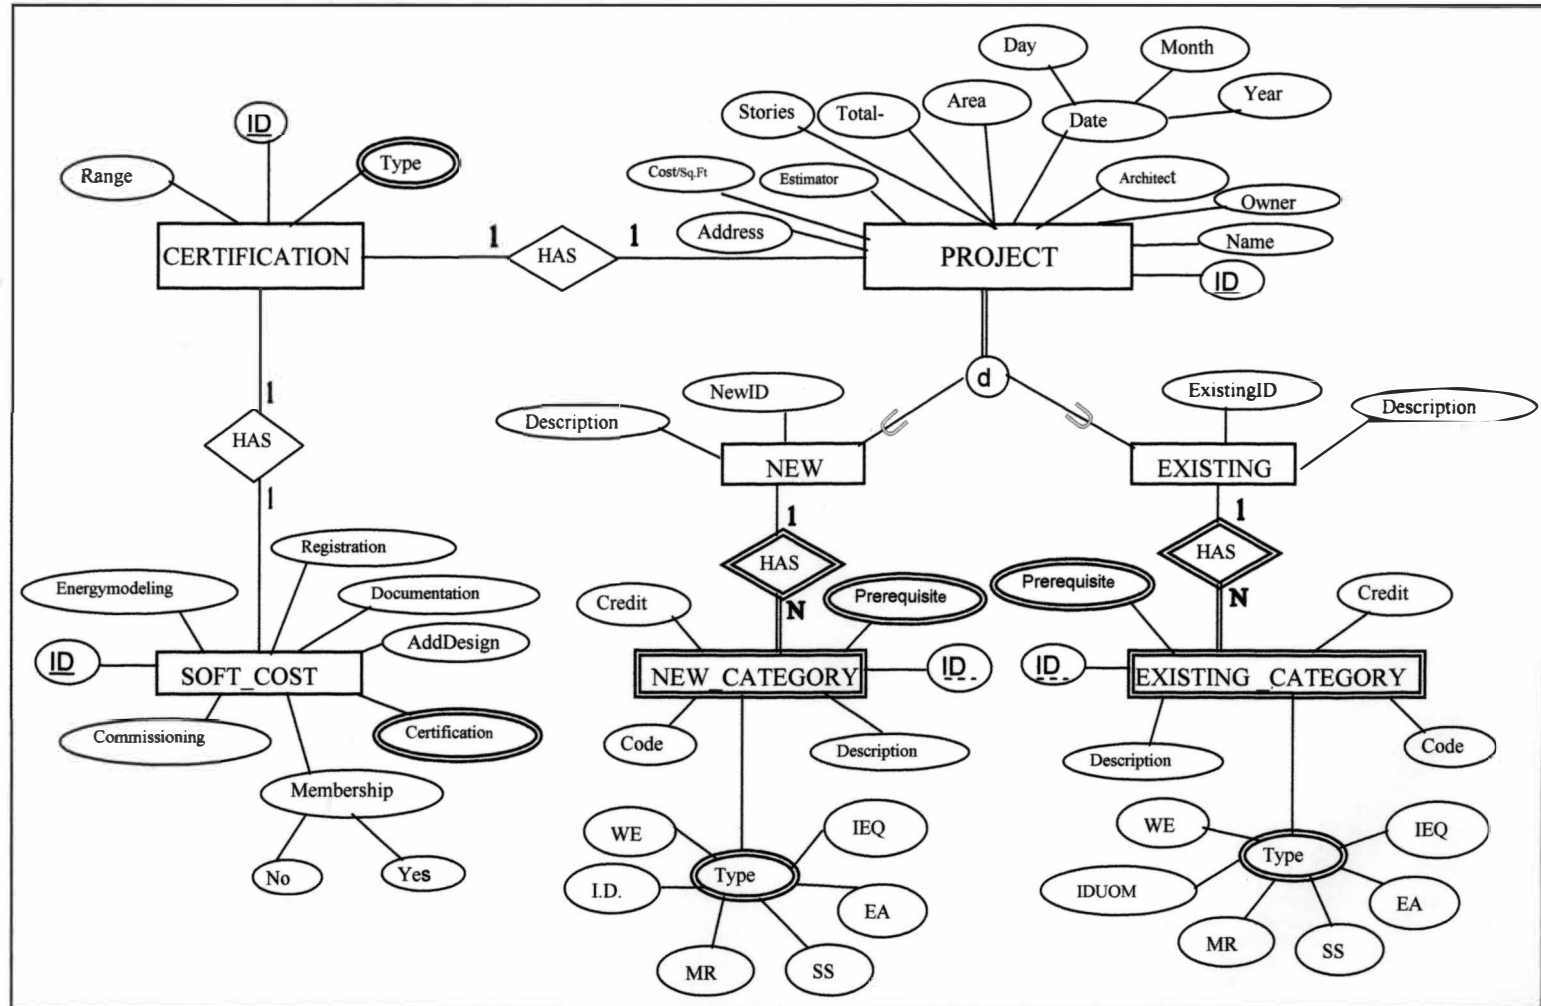 Day
Month
Year
Stories
Total-
Area
Date
ID
Type
Range
Cost/Sq.Ft
Estimator
Architect
Owner
Address
Name
CERTIFICATION
1
HAS
1
PROJECT
ID
d
NewID
ExistingID
Description
Description
1
HAS
1
NEW
EXISTING
1
HAS
N
1
HAS
N
Registration
Energymodeling
Documentation
AddDesign
ID
SOFT_COST
Commissioning
Certification
Membership
No
Yes
Credit
Prerequisite
NEW_CATEGORY
ID
Code
Description
WE
IEQ
Type
I.D.
EA
MR
SS
Prerequisite
Credit
ID
EXISTING_CATEGORY
Description
Code
WE
IEQ
Type
IDUOM
EA
MR
SS